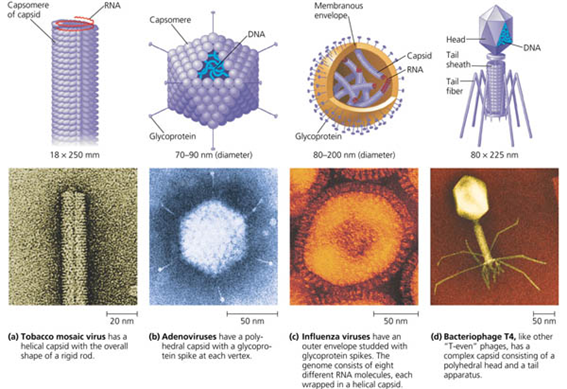 Capsomere
of capsid
RNA
18 × 250 mm
Capsomere
DNA
Glycoprotein
70–90 nm (diameter)
Membranous
envelope
Capsid
RNA
Glycoprotein
80–200 nm (diameter)
Head
DNA
Tail
sheath
Tail
fiber
80 × 225 nm
20 nm
50 nm
50 nm
50 nm
(a) Tobacco mosaic virus has a
helical capsid with the overall
shape of a rigid rod.
(b) Adenoviruses have a poly-
hedral capsid with a glycopro-
tein spike at each vertex.
(c) Influenza viruses have an
outer envelope studded with
glycoprotein spikes. The
genome consists of eight
different RNA molecules, each
wrapped in a helical capsid.
(d) Bacteriophage T4, like other
"T-even" phages, has a
complex capsid consisting of a
polyhedral head and a tail
apparatus.